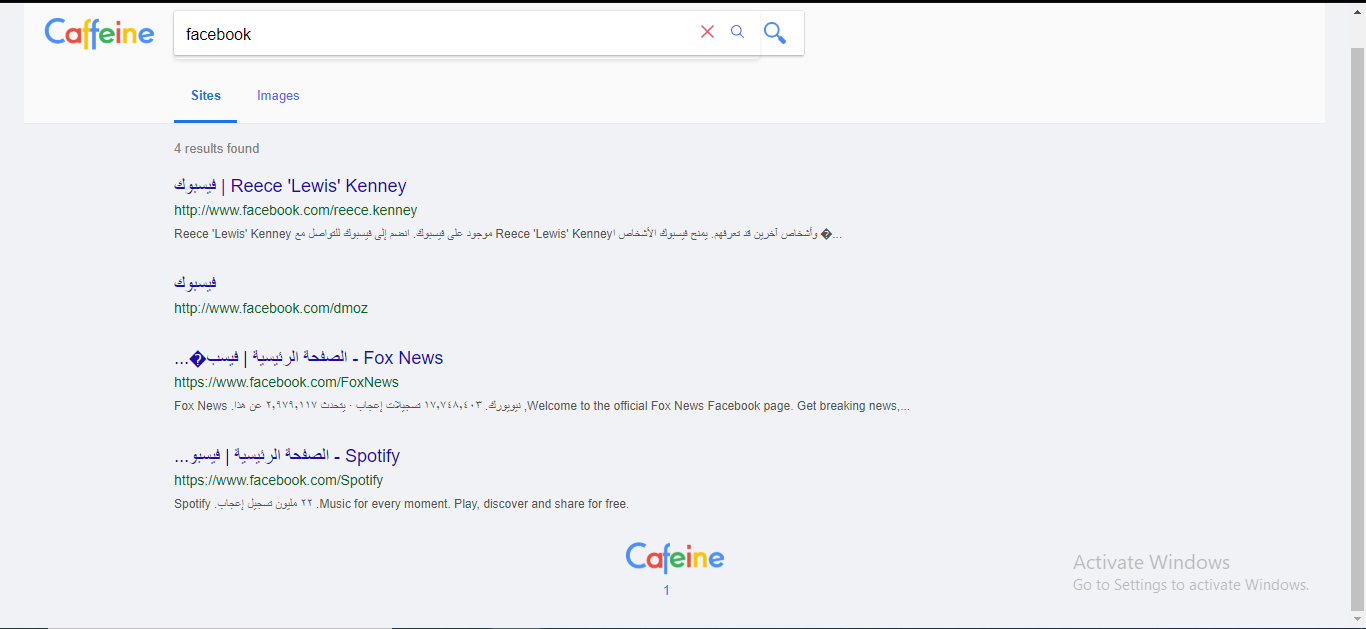 Caffeine
facebook
Sites
Images
4 results found
فيسبوك | Reece 'Lewis' Kenney
http://www.facebook.com/reece.kenney
Reece 'Lewis' Kenney موجود على فيسبوك. انضم إلى فيسبوك للتواصل مع Reece 'Lewis' Kenney وأشخاص آخرين قد تعرفهم. يمنح فيسبوك الأشخاص ا�...
فيسبوك
http://www.facebook.com/dmoz
Fox News - الصفحة الرئيسية | فيسب�...
https://www.facebook.com/FoxNews
Fox News‏, نيويورك. ١٧,٧٤٨,٤٠٣ تسجيلات إعجاب · يتحدث ٢,٩٧٩,١١٧ عن هذا. Welcome to the official Fox News Facebook page. Get breaking news,...
Spotify - الصفحة الرئيسية | فيسبو...
https://www.facebook.com/Spotify
Spotify‏. ٢٢ مليون تسجيل إعجاب. Music for every moment. Play, discover and share for free.
Cafeine
1
Activate Windows
Go to Settings to activate Windows.